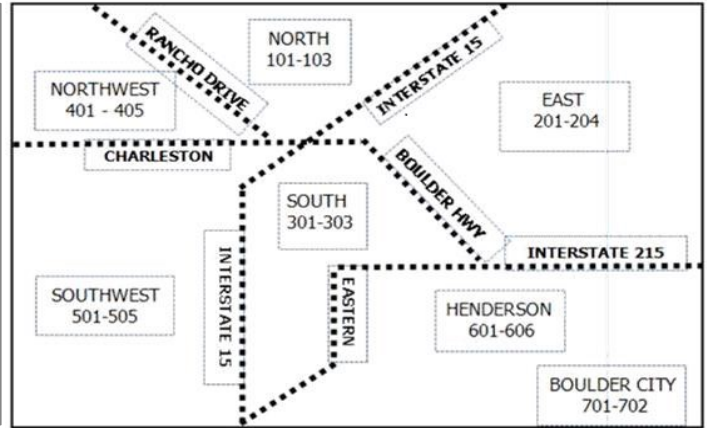 NORTH
101-103
RANCHO DRIVE
INTERSTATE 15
NORTHWEST
401 - 405
EAST
201-204
CHARLESTON
BOULDER HWY
SOUTH
301-303
INTERSTATE 215
INTERSTATE 15
EASTERN
SOUTHWEST
501-505
HENDERSON
601-606
BOULDER CITY
701-702